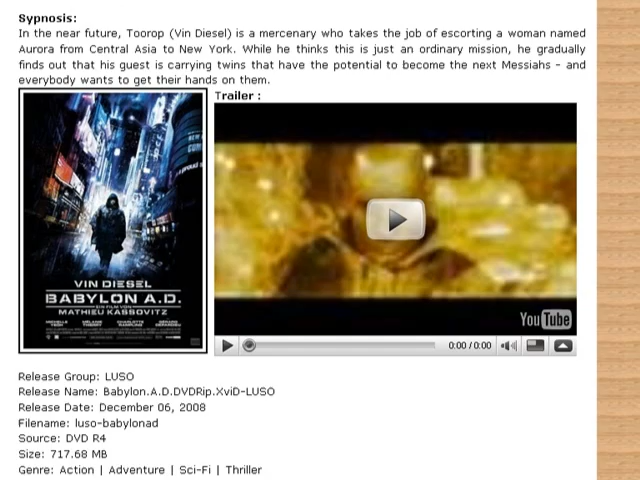 Sypnosis:
In the near future, Toorop (Vin Diesel) is a mercenary who takes the job of escorting a woman named
Aurora from Central Asia to New York. While he thinks this is just an ordinary mission, he gradually
finds out that his guest is carrying twins that have the potential to become the next Messiahs - and
everybody wants to get their hands on them.
Trailer :
VIN DIESEL
BABYLON A.D.
EIN FILM VON
MATHIEU KASSOVITZ
YouTube
0:00 / 0:00
Release Group: LUSO
Release Name: Babylon.A.D.DVDRip.XviD-LUSO
Release Date: December 06, 2008
Filename: luso-babylonad
Source: DVD R4
Size: 717.68 MB
Genre: Action | Adventure | Sci-Fi | Thriller